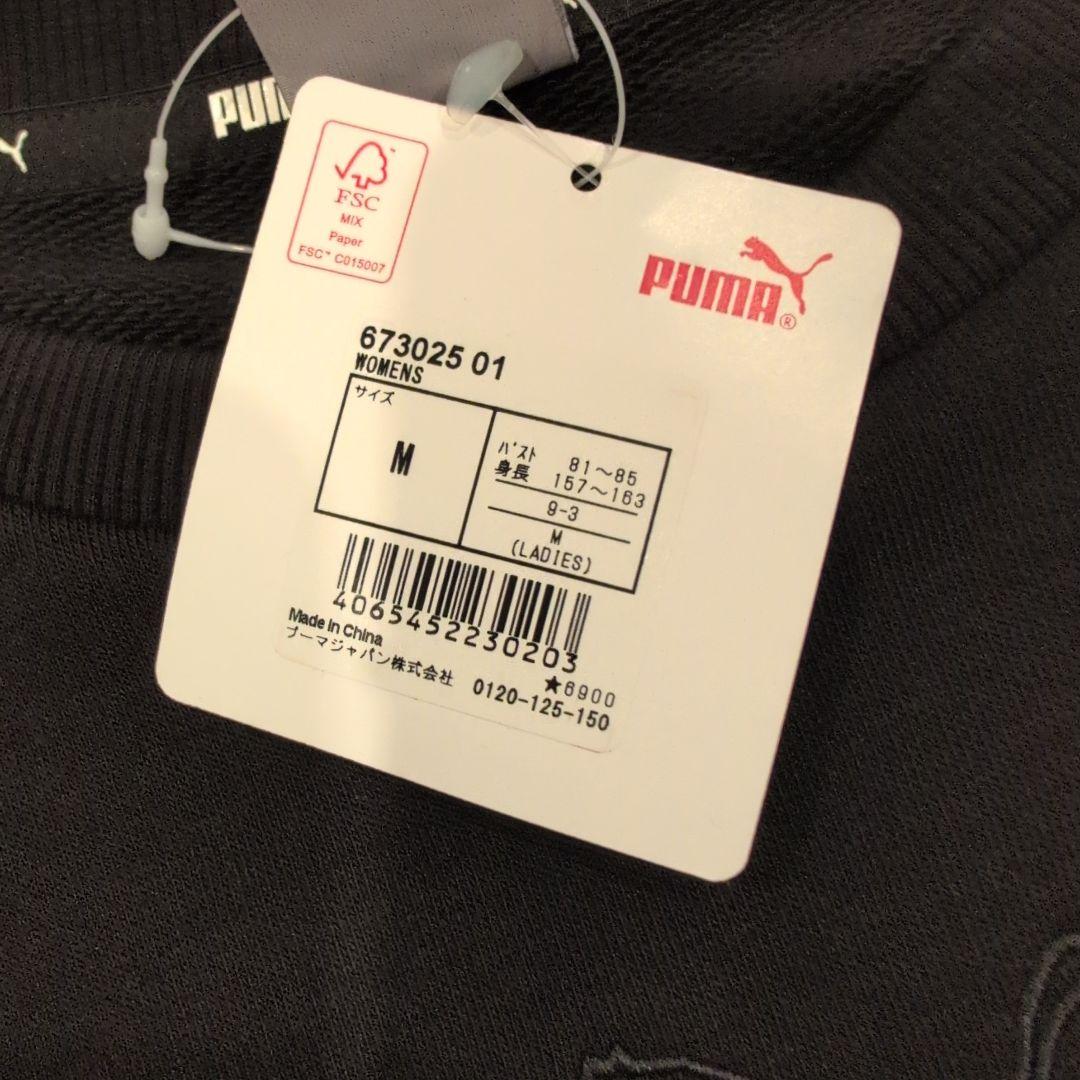 PUM
FSC
MIX
Paper
FSC™ C015007
PUMA®
673025 01
WOMENS
サイズ
M
バスト 81～85
身長 157～163
9-3
M
(LADIES)
4065452230203
Made in China
プーマジャパン株式会社
★6900
0120-125-150